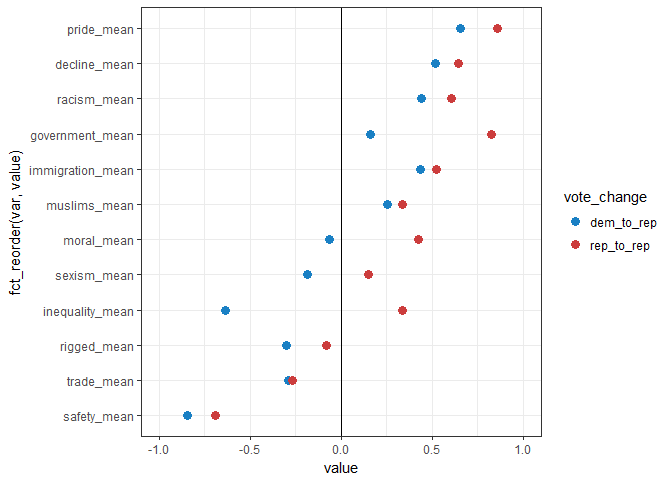 pride_mean
decline_mean
racism_mean
government_mean
immigration_mean
muslims_mean
moral_mean
sexism_mean
inequality_mean
rigged_mean
trade_mean
safety_mean
fct_reorder(var, value)
-1.0
-0.5
0.0
0.5
1.0
value
vote_change
dem_to_rep
rep_to_rep